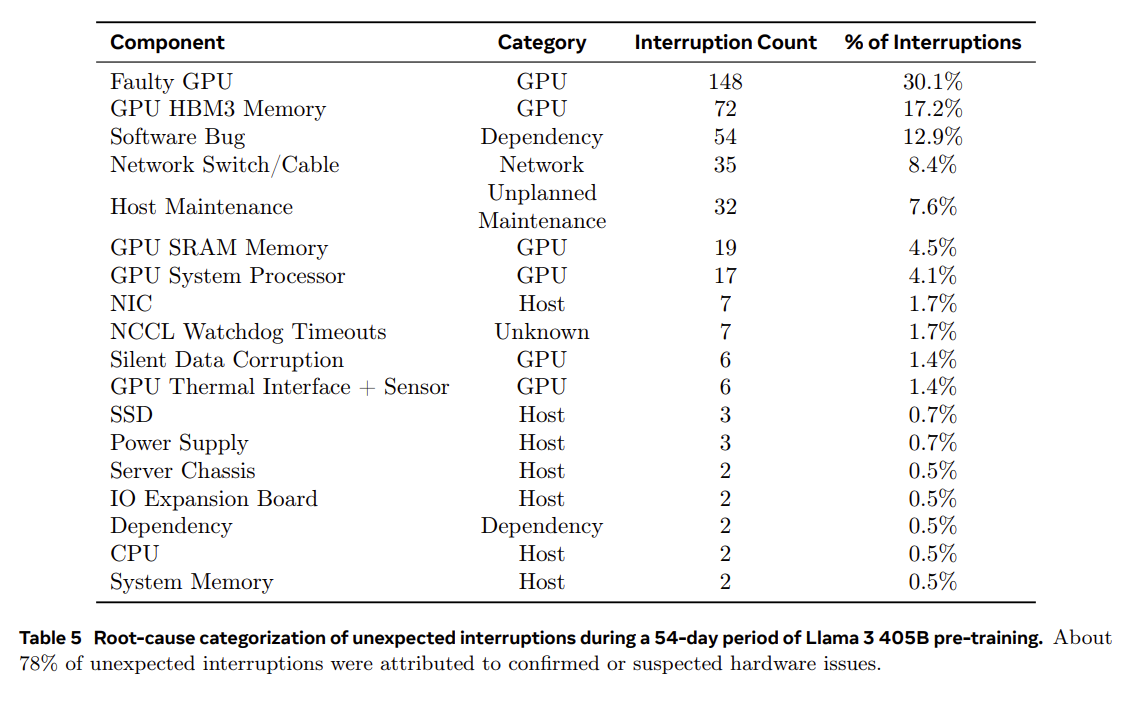 Component Category Interruption Count % of Interruptions
Faulty GPU GPU 148 30.1%
GPU HBM3 Memory GPU 72 17.2%
Software Bug Dependency 54 12.9%
Network Switch/Cable Network 35 8.4%
Host Maintenance Unplanned Maintenance 32 7.6%
GPU SRAM Memory GPU 19 4.5%
GPU System Processor GPU 17 4.1%
NIC Host 7 1.7%
NCCL Watchdog Timeouts Unknown 7 1.7%
Silent Data Corruption GPU 6 1.4%
GPU Thermal Interface + Sensor GPU 6 1.4%
SSD Host 3 0.7%
Power Supply Host 3 0.7%
Server Chassis Host 2 0.5%
IO Expansion Board Host 2 0.5%
Dependency Dependency 2 0.5%
CPU Host 2 0.5%
System Memory Host 2 0.5%
Table 5 Root-cause categorization of unexpected interruptions during a 54-day period of Llama 3 405B pre-training. About
78% of unexpected interruptions were attributed to confirmed or suspected hardware issues.